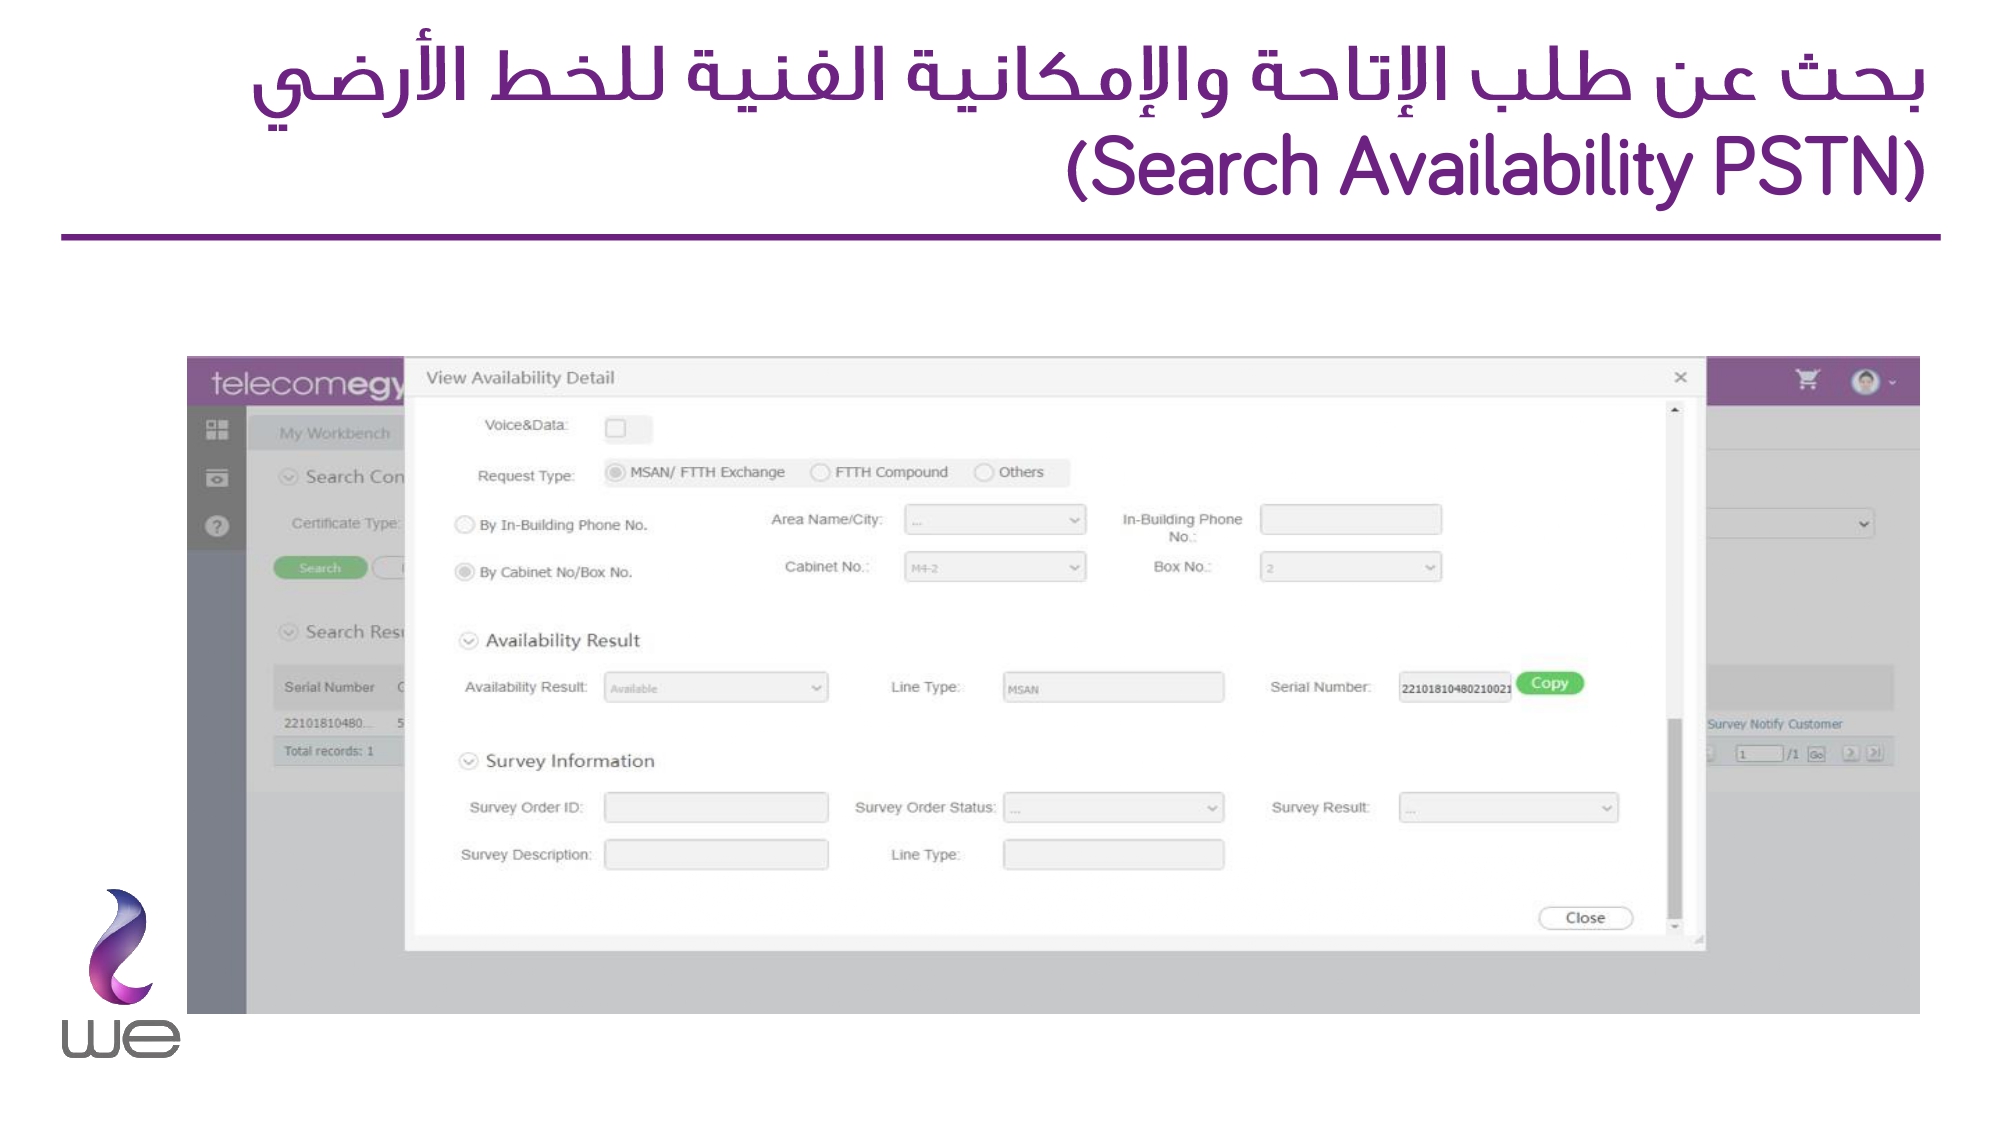 بحث عن طلب الإتاحة والإمكانية الفنية للخط الأرضي
(Search Availability PSTN)
telecomegy
View Availability Detail
My Workbench
Search Con
Certificate Type:
Search
Search Resu
Serial Number
22101810480... 5
Total records: 1
Voice&Data:
Request Type: MSAN/ FTTH Exchange FTTH Compound Others
By In-Building Phone No. Area Name/City: ... In-Building Phone No.:
By Cabinet No/Box No. Cabinet No.: M4-2 Box No.: 2
Availability Result
Availability Result: Available Line Type: MSAN Serial Number: 22101810480210021 Copy
Survey Information
Survey Order ID: Survey Order Status: ... Survey Result: ...
Survey Description: Line Type:
Close
Survey Notify Customer
1 /1 Go
we